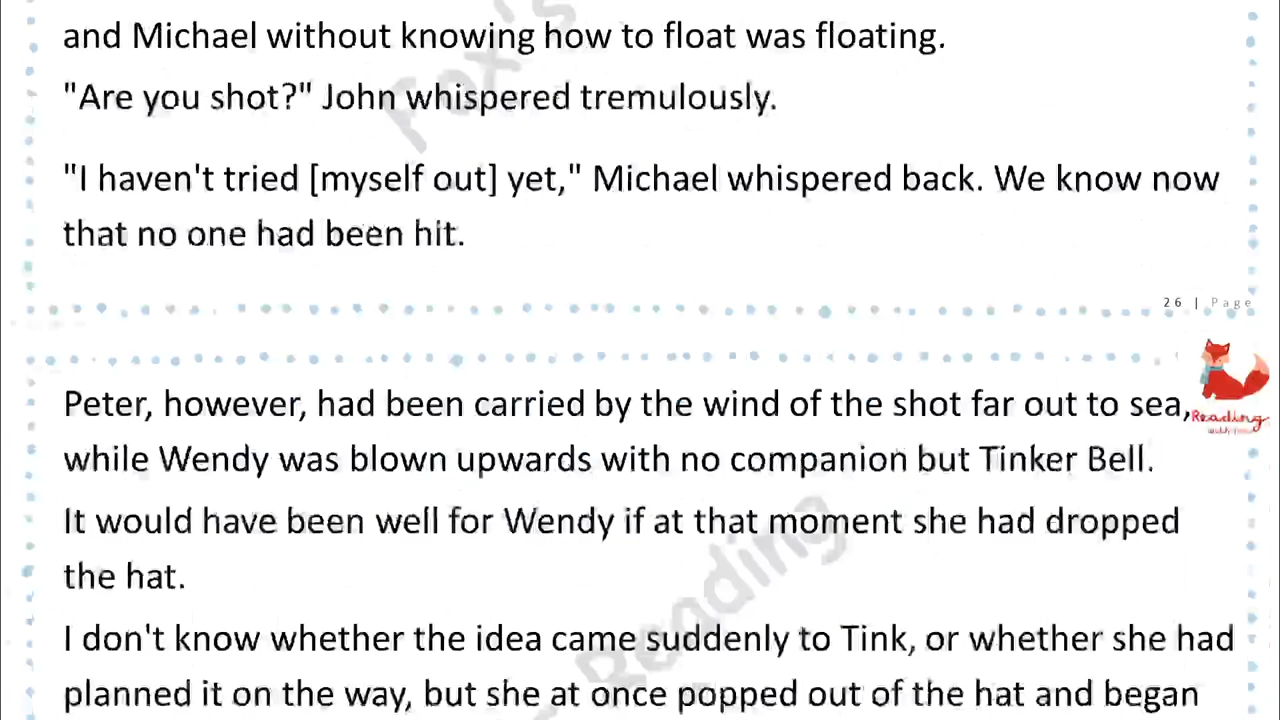 and Michael without knowing how to float was floating.
"Are you shot?" John whispered tremulously.
"I haven't tried [myself out] yet," Michael whispered back. We know now
that no one had been hit.
26 | Page
Peter, however, had been carried by the wind of the shot far out to sea,
Reading
while Wendy was blown upwards with no companion but Tinker Bell.
It would have been well for Wendy if at that moment she had dropped
the hat.
I don't know whether the idea came suddenly to Tink, or whether she had
planned it on the way, but she at once popped out of the hat and began
Fox's
Reading